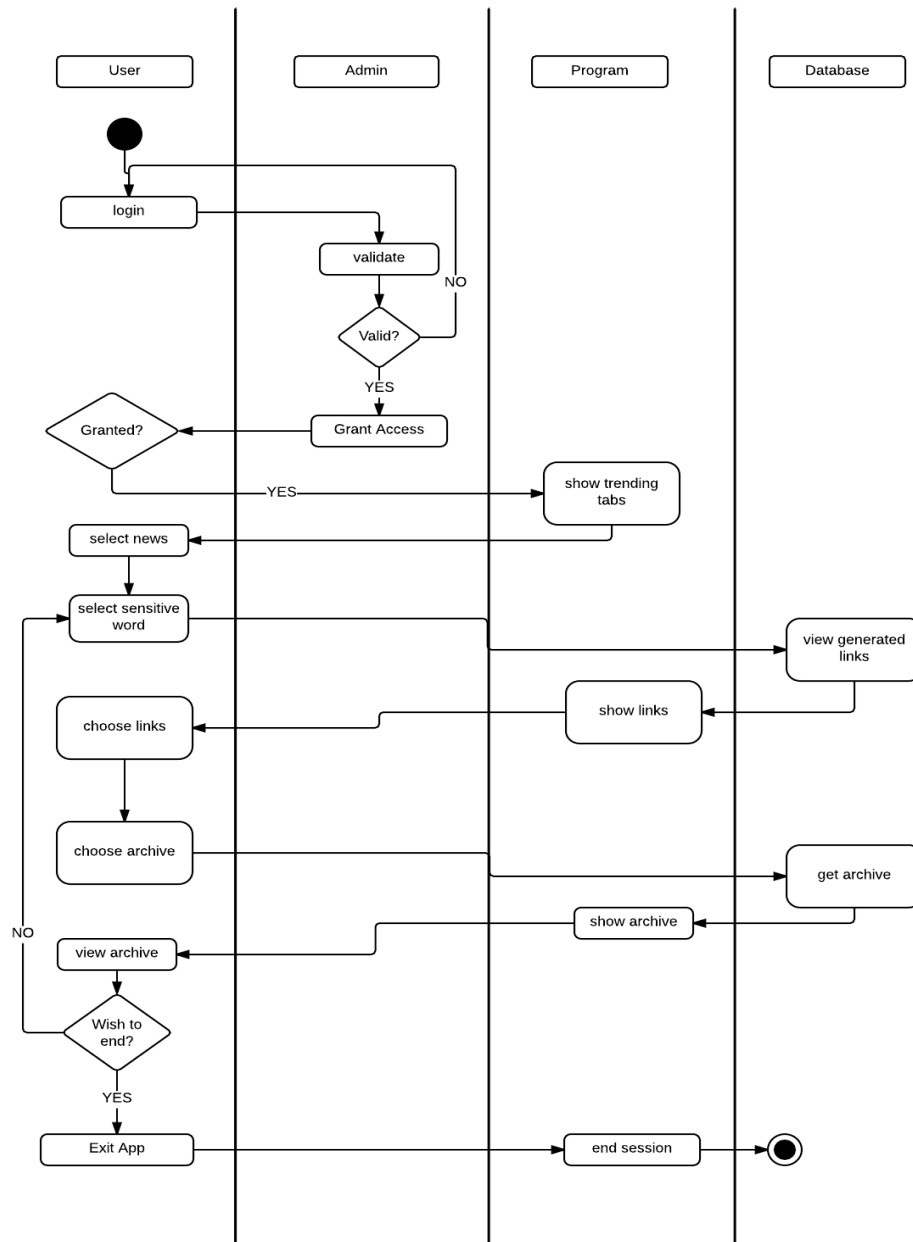 User
Admin
Program
Database
login
validate
NO
Valid?
YES
Granted?
Grant Access
show trending
tabs
YES
select news
select sensitive
word
view generated
links
show links
choose links
choose archive
get archive
show archive
NO
view archive
Wish to
end?
YES
Exit App
end session